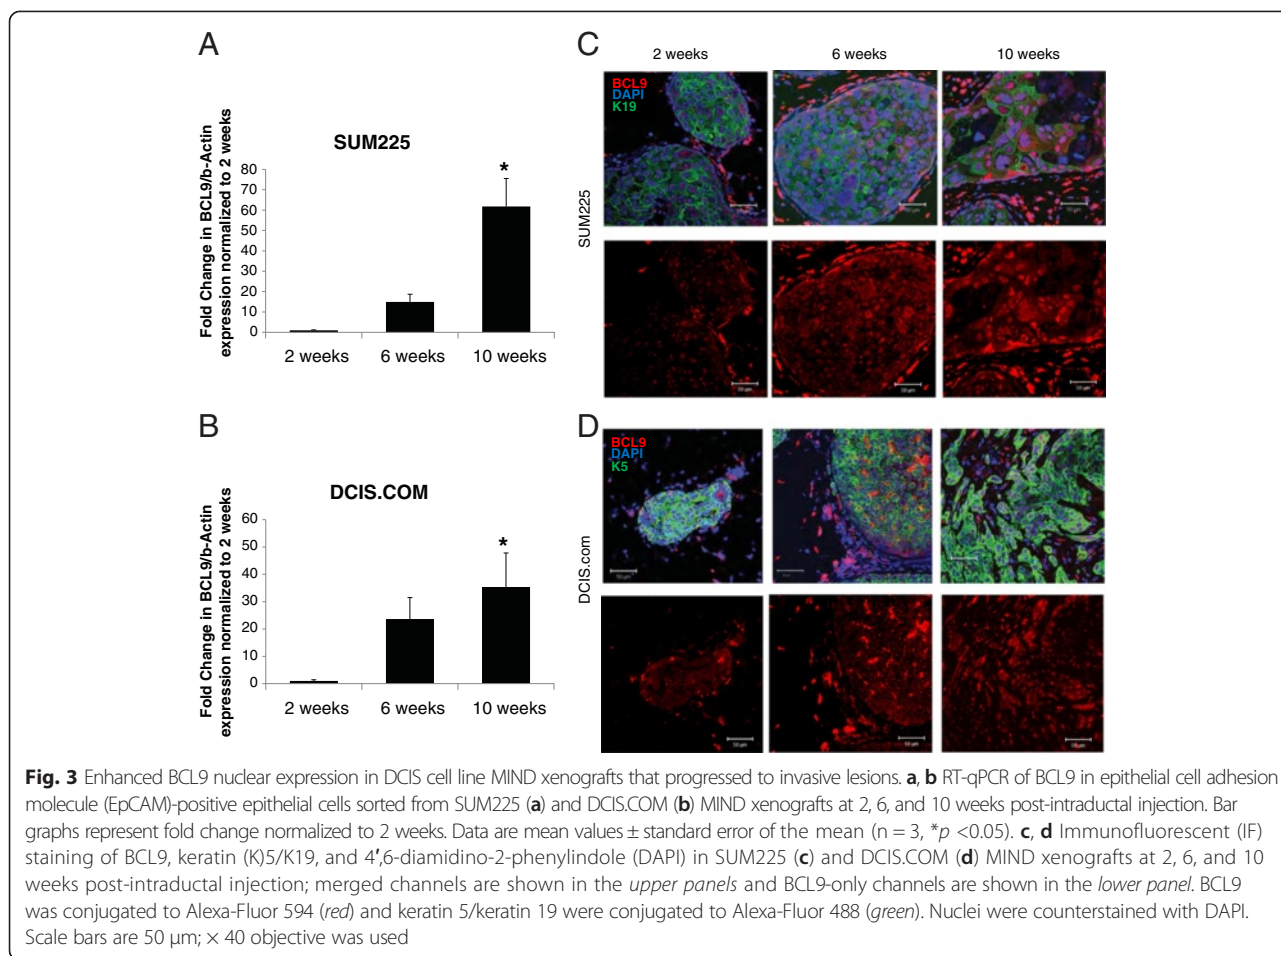 A
SUM225
Fold Change in BCL9/b-Actin
expression normalized to 2 weeks
80
70
60
50
40
30
20
10
0
*
2 weeks
6 weeks
10 weeks
B
DCIS.COM
Fold Change in BCL9/b-Actin
expression normalized to 2 weeks
60
50
40
30
20
10
0
*
2 weeks
6 weeks
10 weeks
C
2 weeks
6 weeks
10 weeks
SUM225
BCL9
DAPI
K19
D
DCIS.com
BCL9
DAPI
K5
Fig. 3 Enhanced BCL9 nuclear expression in DCIS cell line MIND xenografts that progressed to invasive lesions. a, b RT-qPCR of BCL9 in epithelial cell adhesion
molecule (EpCAM)-positive epithelial cells sorted from SUM225 (a) and DCIS.COM (b) MIND xenografts at 2, 6, and 10 weeks post-intraductal injection. Bar
graphs represent fold change normalized to 2 weeks. Data are mean values ± standard error of the mean (n = 3, *p <0.05). c, d Immunofluorescent (IF)
staining of BCL9, keratin (K)5/K19, and 4′,6-diamidino-2-phenylindole (DAPI) in SUM225 (c) and DCIS.COM (d) MIND xenografts at 2, 6, and 10
weeks post-intraductal injection; merged channels are shown in the upper panels and BCL9-only channels are shown in the lower panel. BCL9
was conjugated to Alexa-Fluor 594 (red) and keratin 5/keratin 19 were conjugated to Alexa-Fluor 488 (green). Nuclei were counterstained with DAPI.
Scale bars are 50 μm; × 40 objective was used